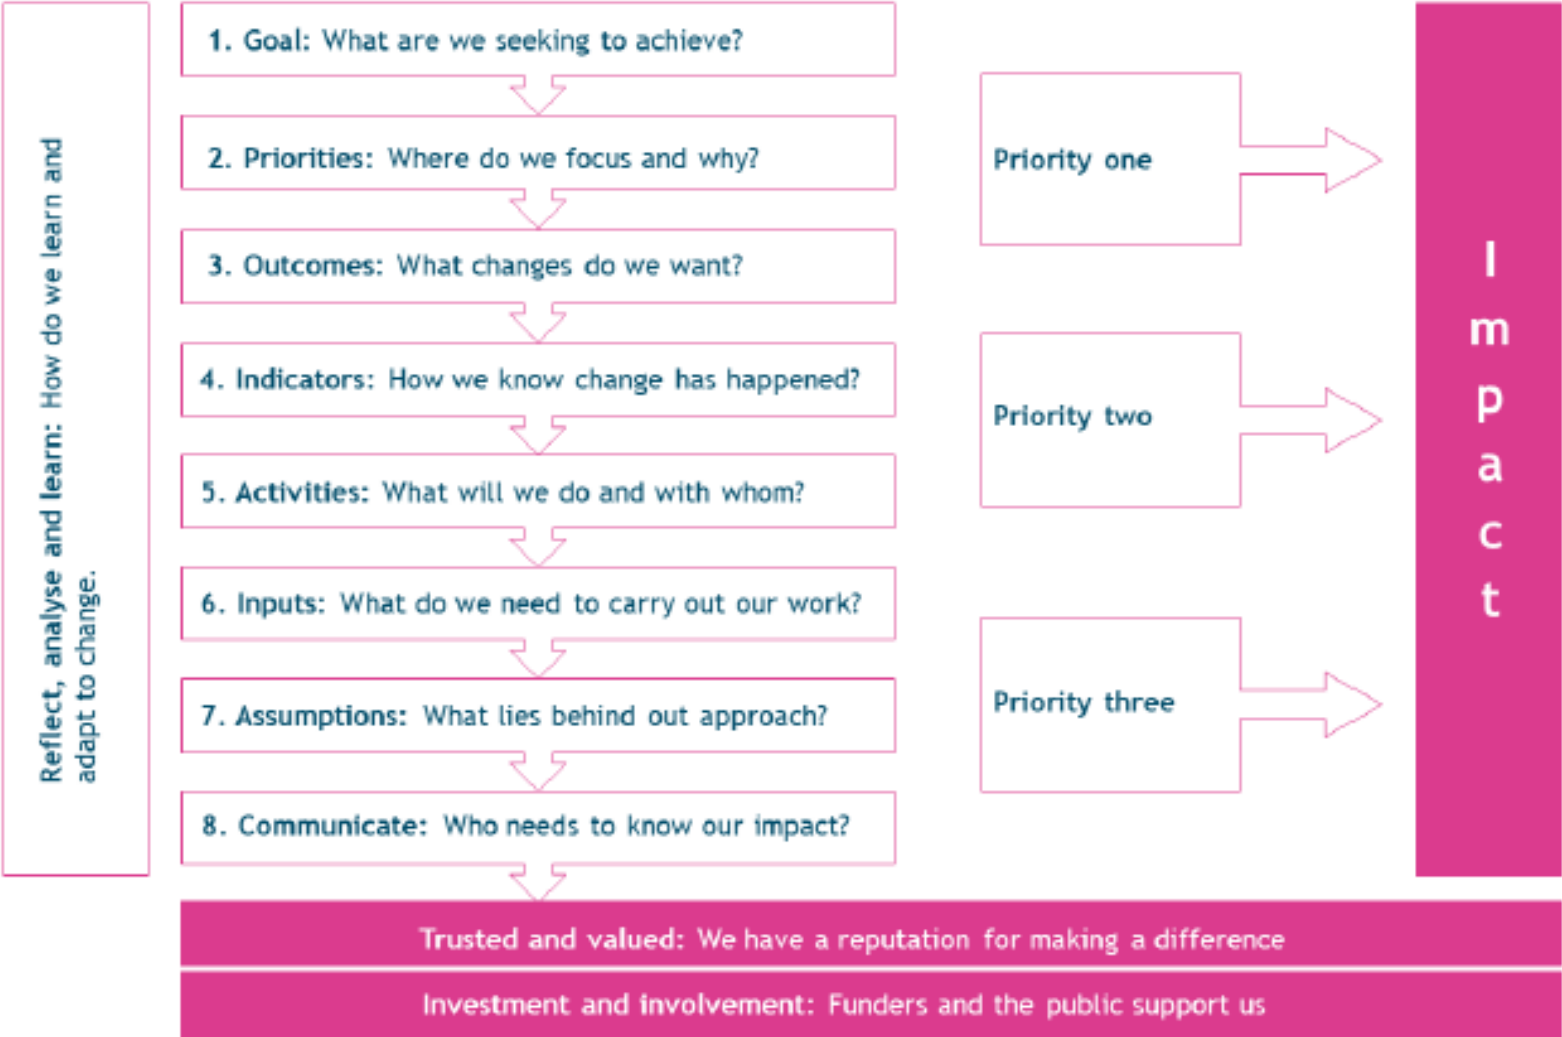 Reflect, analyse and learn: How do we learn and
adapt to change.
1. Goal: What are we seeking to achieve?
2. Priorities: Where do we focus and why?
3. Outcomes: What changes do we want?
4. Indicators: How we know change has happened?
5. Activities: What will we do and with whom?
6. Inputs: What do we need to carry out our work?
7. Assumptions: What lies behind out approach?
8. Communicate: Who needs to know our impact?
Priority one
Priority two
Priority three
Impact
Trusted and valued: We have a reputation for making a difference
Investment and involvement: Funders and the public support us